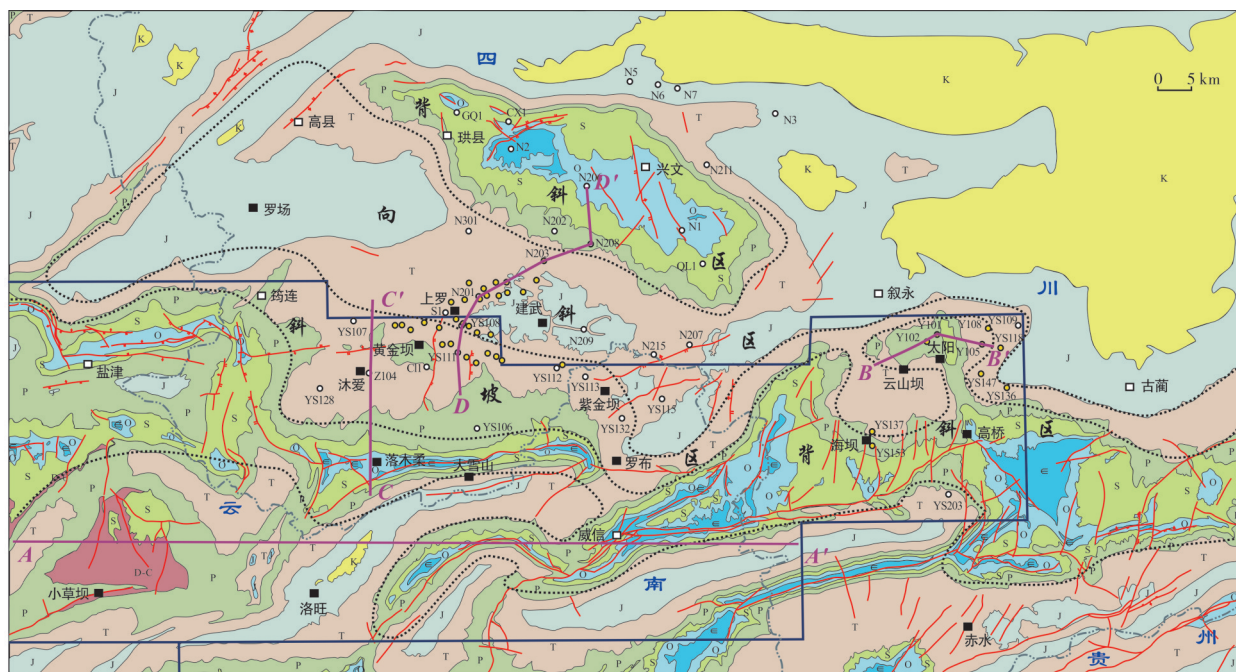 四
川
云
南
贵
州
0 5 km
背
斜
区
向
斜
区
斜
坡
区
背
斜
区
高县
珙县
兴文
罗场
筠连
上罗
建武
叙永
古蔺
盐津
黄金坝
沐爱
紫金坝
太阳
云山坝
海坝
高桥
落木柔
大雪山
罗布
威信
小草坝
洛旺
赤水
N5
N6
N7
N3
GQ1
CX1
N2
N200
N211
N202
N301
N208
N203
N1
QL1
N201
S1
YS107
YS108
YS111
N209
N207
N215
YS112
YS113
YS115
YS132
YS128
Z104
YS106
Y101
Y102
Y105
Y108
YS109
YS118
YS147
YS136
YS137
YS153
YS203
A
A'
B
B'
C
C'
D
D'
D-C
K
J
T
P
S
O
∈